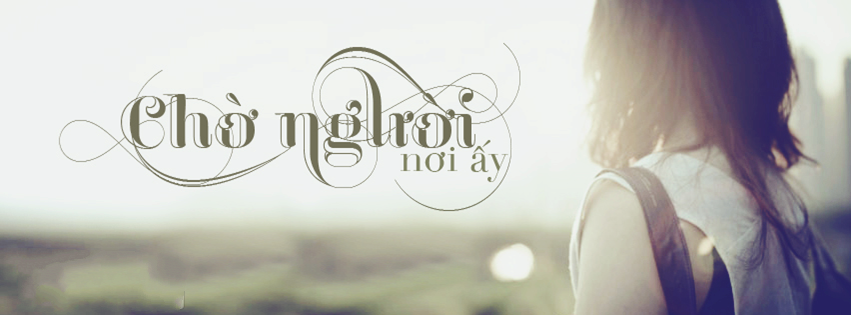 Chờ người
nơi ấy